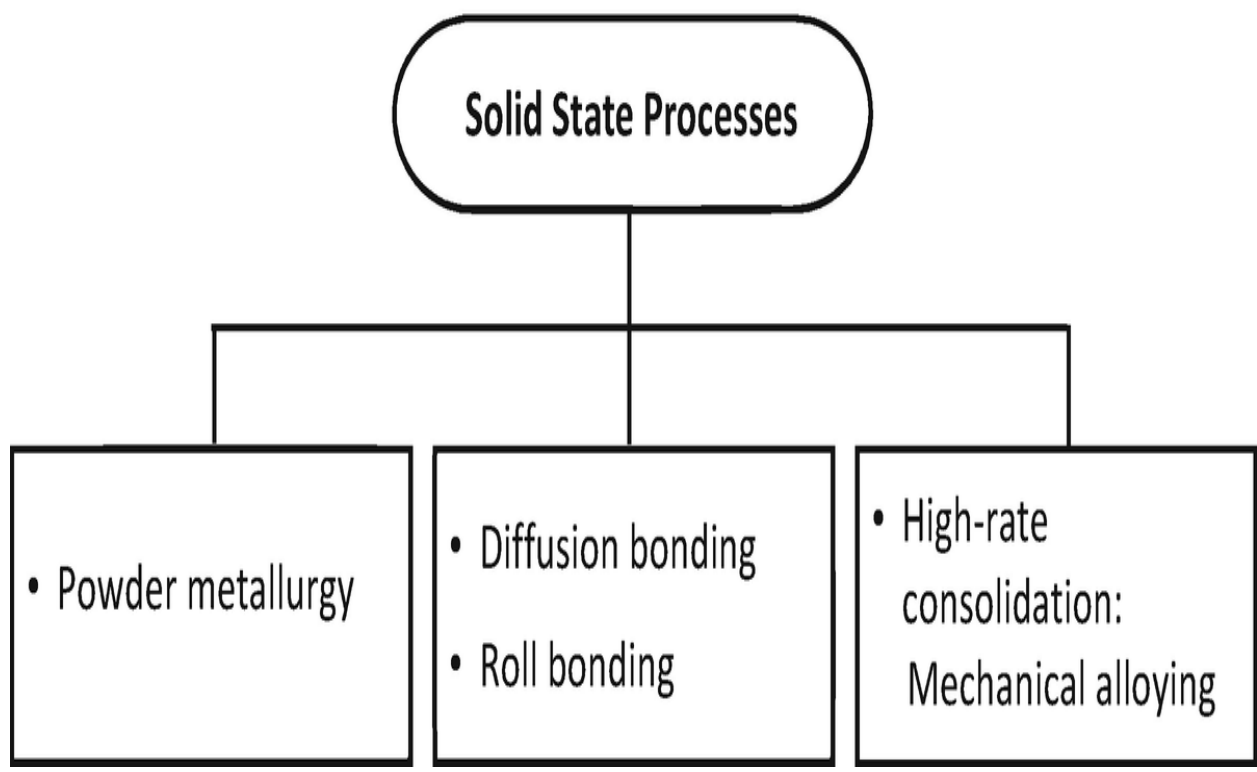 Solid State Processes
• Powder metallurgy
• Diffusion bonding
• Roll bonding
• High-rate
consolidation:
Mechanical alloying